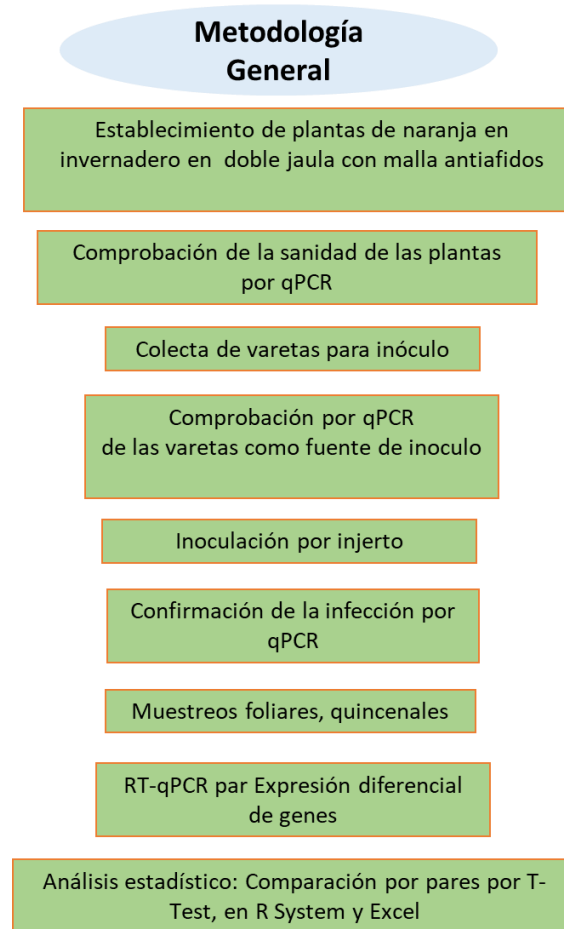 Metodología
General
Establecimiento de plantas de naranja en
invernadero en doble jaula con malla antiafidos
Comprobación de la sanidad de las plantas
por qPCR
Colecta de varetas para inóculo
Comprobación por qPCR
de las varetas como fuente de inoculo
Inoculación por injerto
Confirmación de la infección por
qPCR
Muestreos foliares, quincenales
RT-qPCR par Expresión diferencial
de genes
Análisis estadístico: Comparación por pares por T-
Test, en R System y Excel